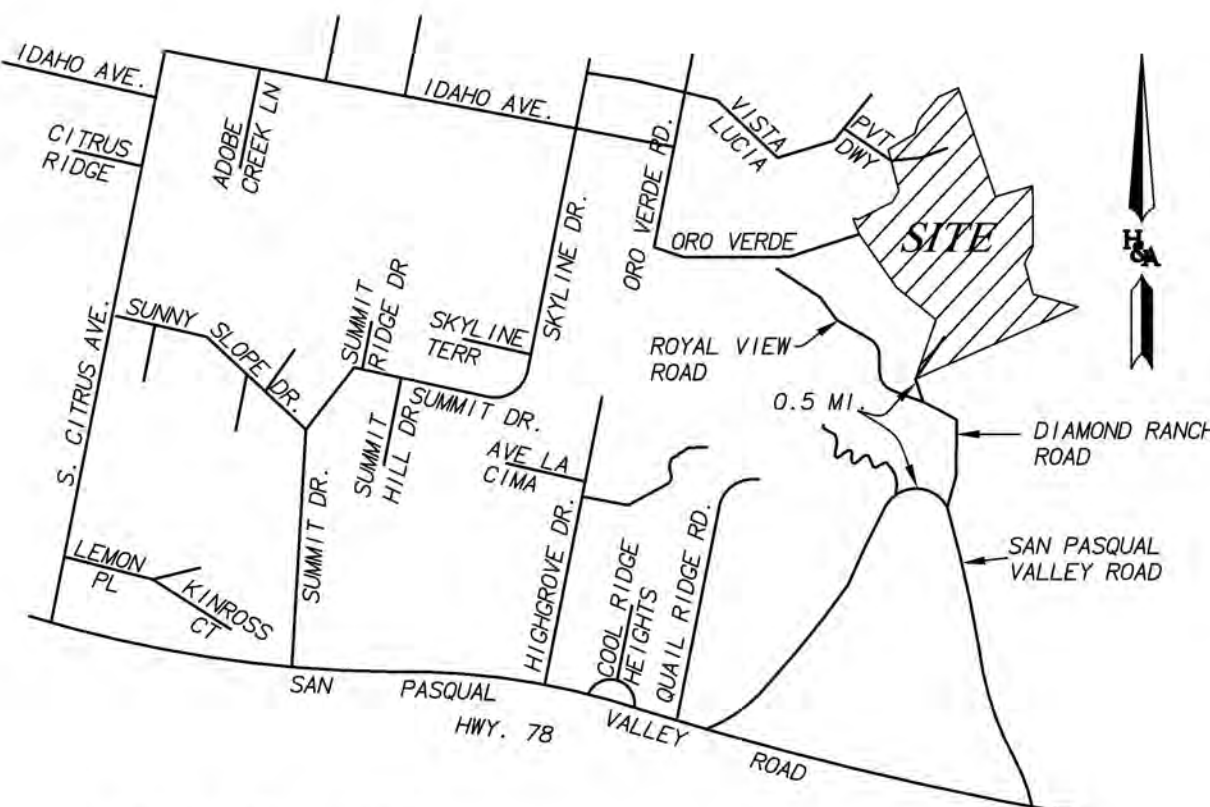 IDAHO AVE.
CITRUS
RIDGE
ADOBE
CREEK LN
IDAHO AVE.
VISTA
LUCIA
PVT
DWY
SITE
H&A
ORO VERDE RD.
ORO VERDE
SKYLINE DR.
S. CITRUS AVE.
SUNNY
SLOPE DR.
SUMMIT
RIDGE DR
SKYLINE
TERR
ROYAL VIEW
ROAD
0.5 MI.
SUMMIT DR.
SUMMIT
HILL DR.
AVE LA
CIMA
DIAMOND RANCH
ROAD
SUMMIT DR.
HIGHGROVE DR.
COOL RIDGE
HEIGHTS
QUAIL RIDGE RD.
SAN PASQUAL
VALLEY ROAD
LEMON
PL
KINROSS
CT
SAN PASQUAL
VALLEY ROAD
HWY. 78